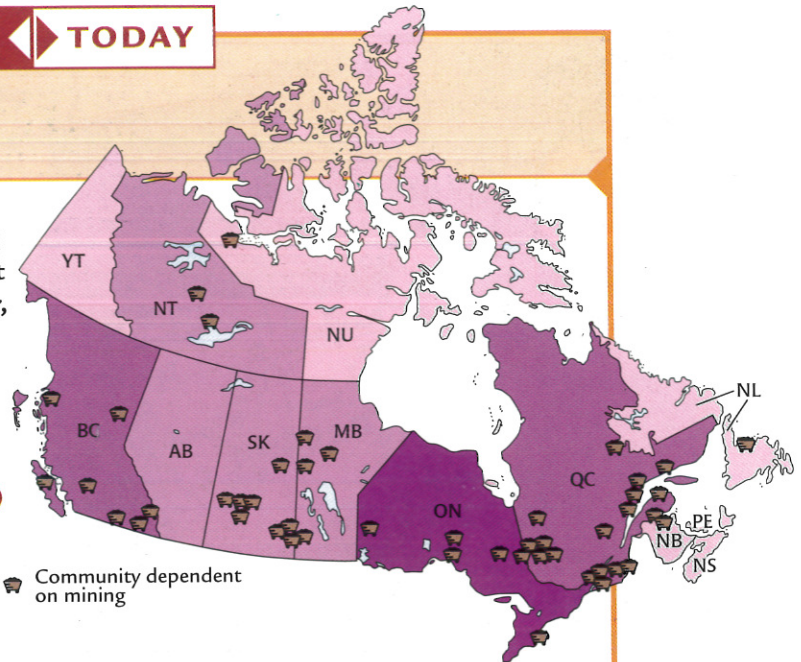 TODAY
t
,
YT
NT
NU
NL
BC
AB
SK
MB
ON
QC
PE
NB
NS
Community dependent
on mining